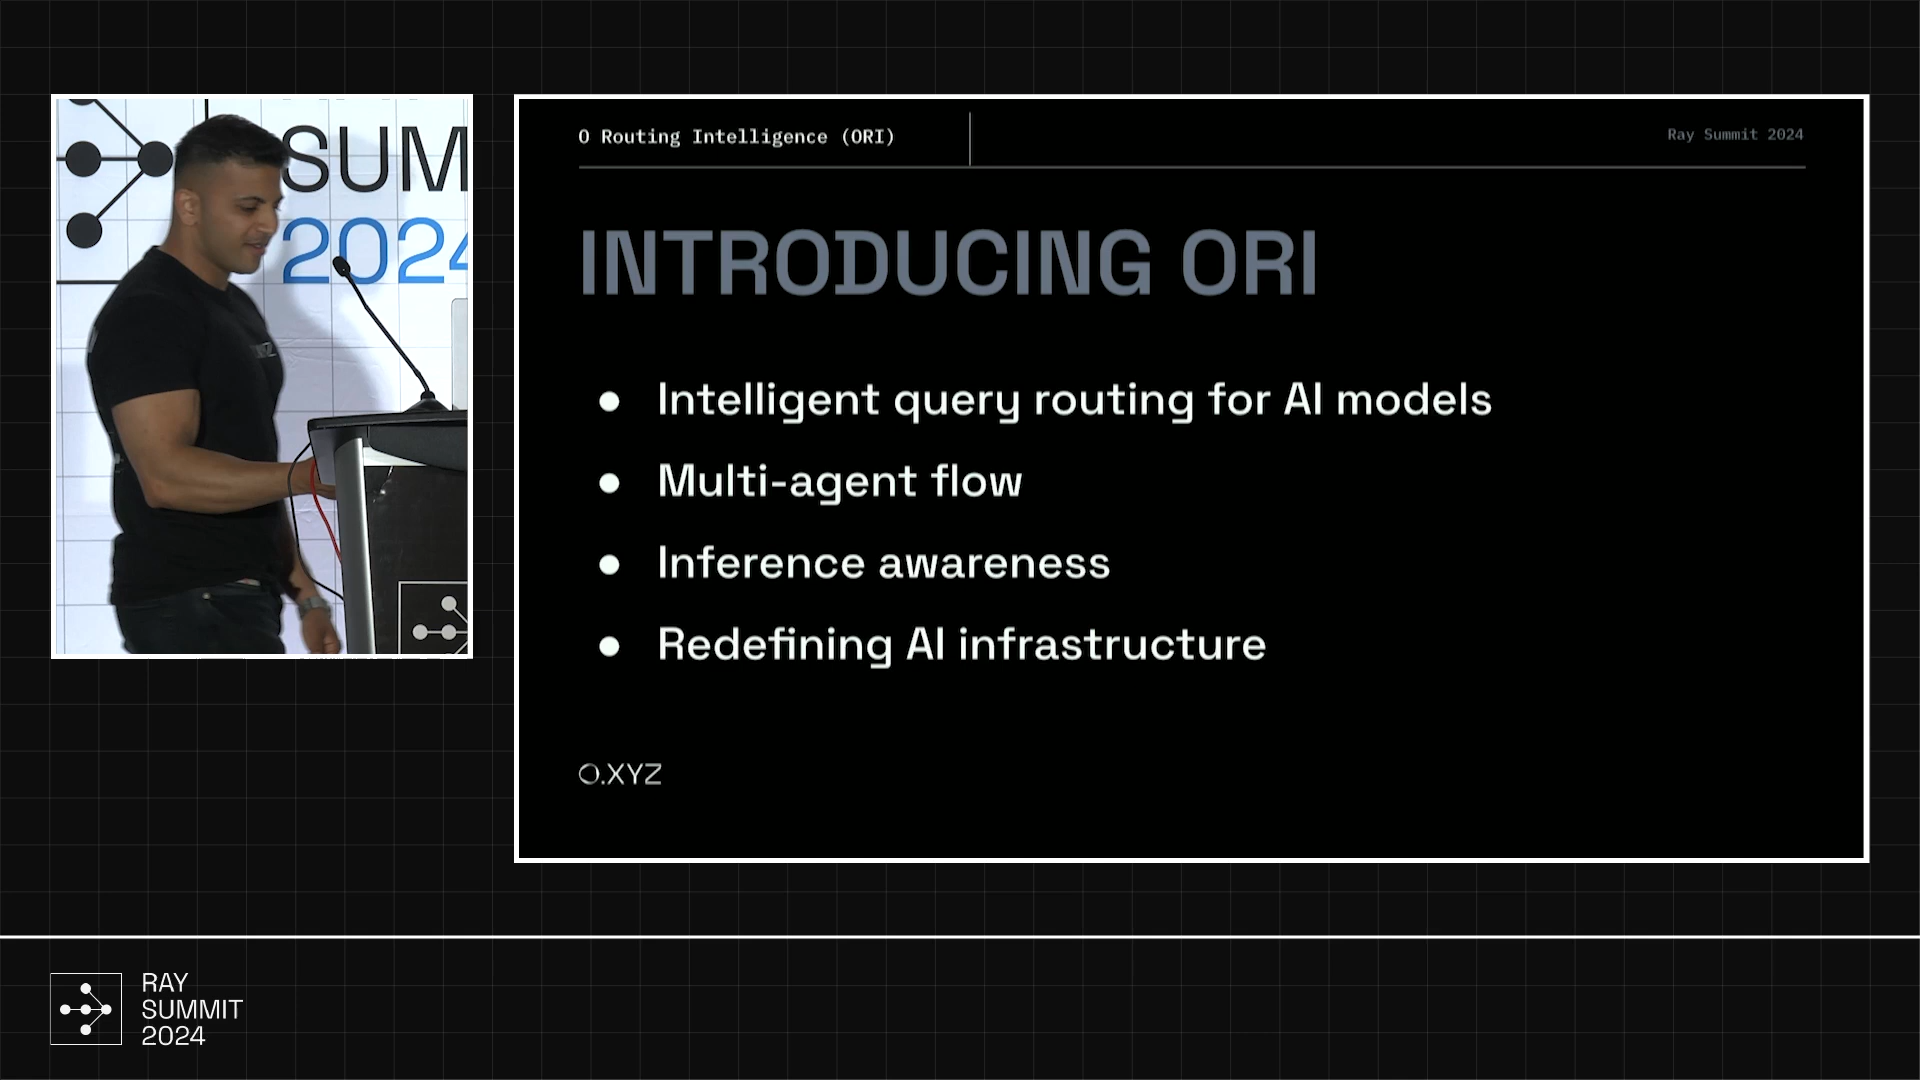 SUM
2024
O Routing Intelligence (ORI)
Ray Summit 2024
INTRODUCING ORI
● Intelligent query routing for AI models
● Multi-agent flow
● Inference awareness
● Redefining AI infrastructure
O.XYZ
RAY
SUMMIT
2024